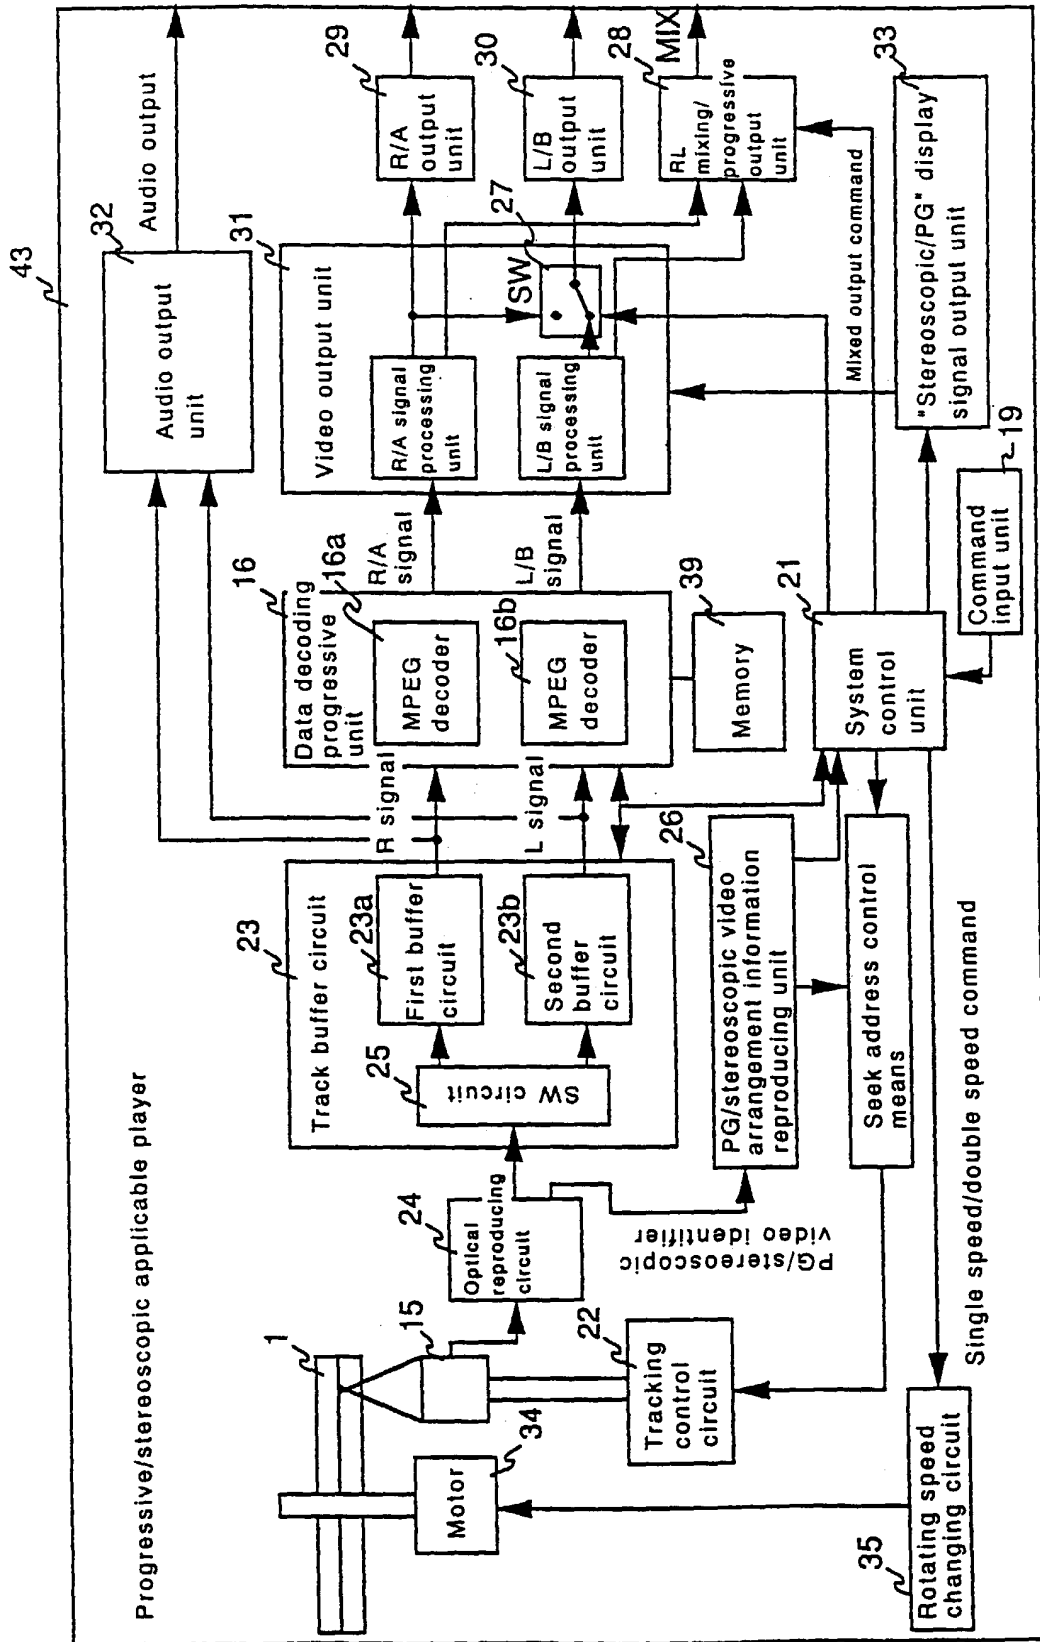 Progressive/stereoscopic applicable player
43
1
15
34
Motor
22
Tracking
control
circuit
35
Rotating speed
changing circuit
Single speed/double speed command
24
Optical
reproducing
circuit
PG/stereoscopic
video identifier
23
Track buffer circuit
25
SW circuit
23a
First buffer
circuit
23b
Second
buffer
circuit
26
PG/stereoscopic video
arrangement information
reproducing unit
Seek address control
means
R signal
L signal
16
Data decoding
progressive
unit
16a
MPEG
decoder
16b
MPEG
decoder
39
Memory
21
System
control
unit
19
Command
input unit
R/A
signal
L/B
signal
32
Audio output
unit
Audio output
31
Video output unit
R/A signal
processing
unit
L/B signal
processing
unit
SW
27
29
R/A
output
unit
30
L/B
output
unit
28
RL
mixing/
progressive
output
unit
MIX
Mixed output command
33
"Stereoscopic/PG" display
signal output unit